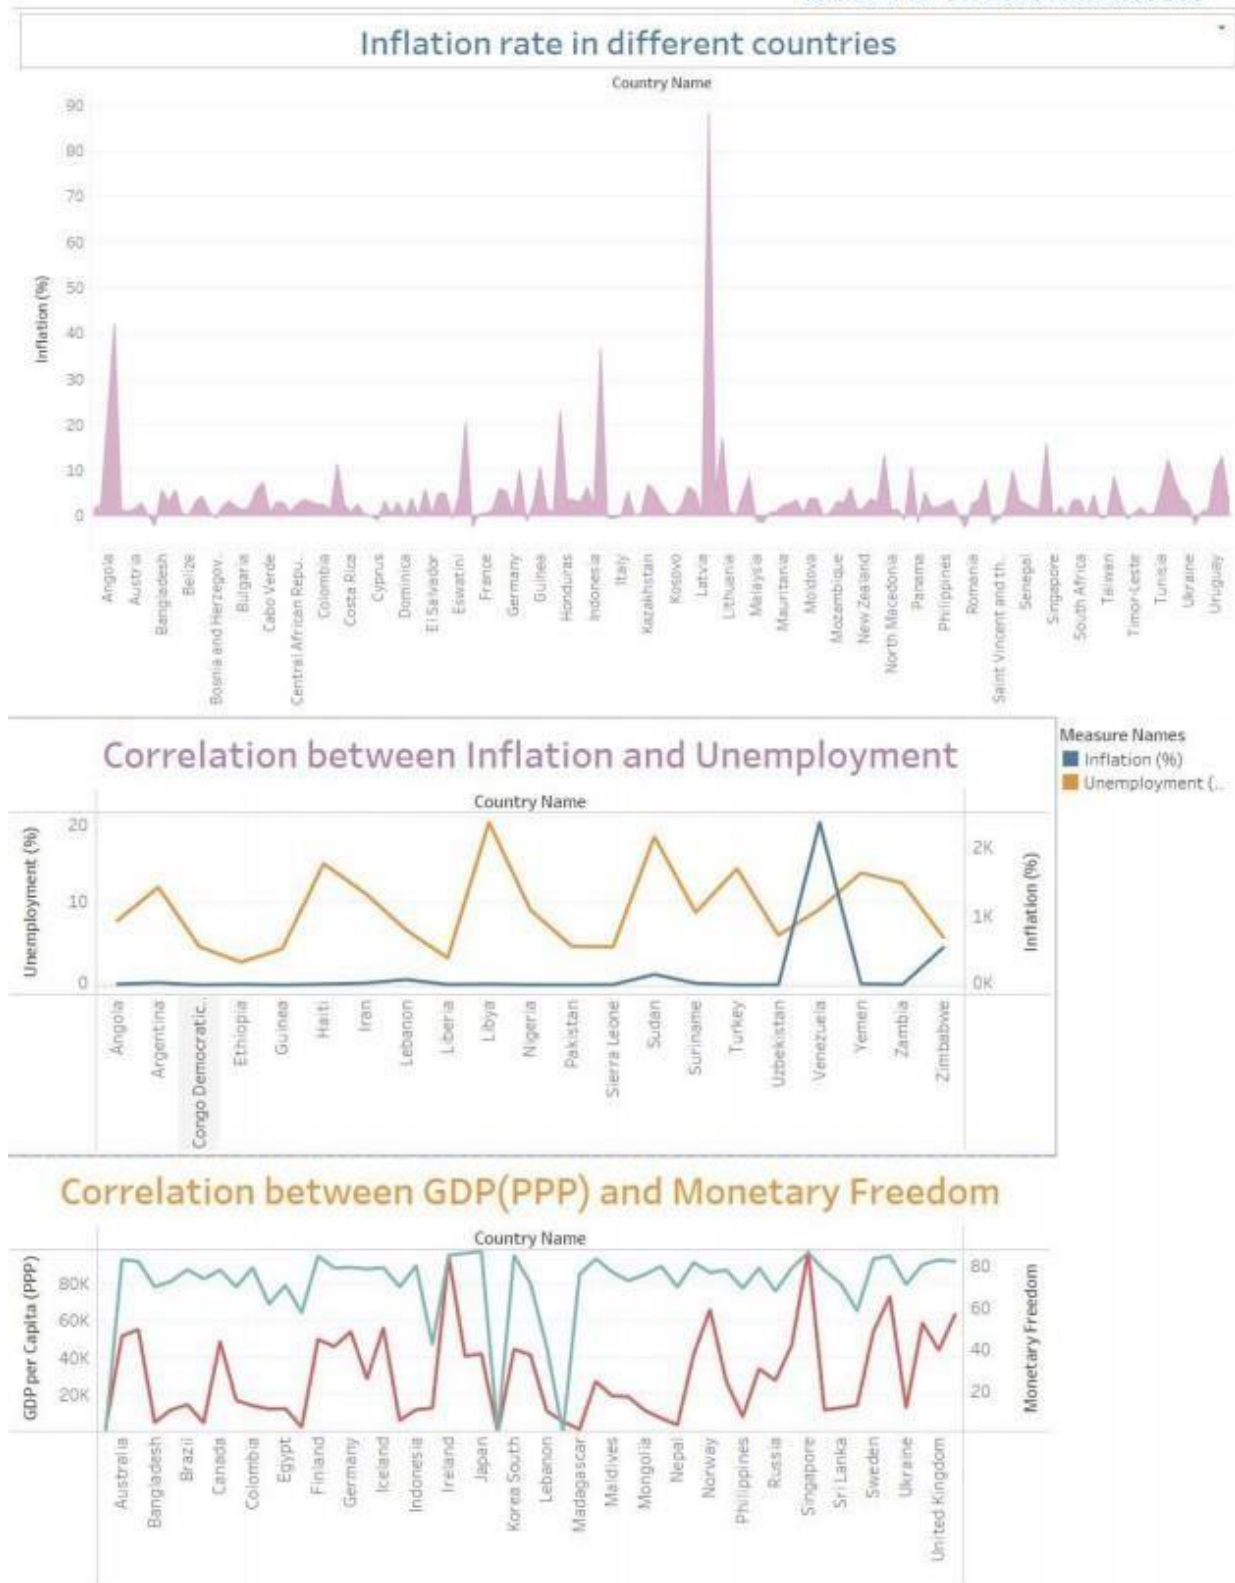 Inflation rate in different countries
Country Name
Inflation (%)
90
80
70
60
50
40
30
20
10
0
Angola
Austria
Bangladesh
Belize
Bosnia and Herzegov..
Bulgaria
Cabo Verde
Central African Repu..
Colombia
Costa Rica
Cyprus
Dominica
El Salvador
Eswatini
France
Germany
Guinea
Honduras
Indonesia
Italy
Kazakhstan
Kosovo
Latvia
Lithuania
Malaysia
Mauritania
Moldova
Mozambique
New Zealand
North Macedonia
Panama
Philippines
Romania
Saint Vincent and th..
Senegal
Singapore
South Africa
Taiwan
Timor-Leste
Tunisia
Ukraine
Uruguay
Correlation between Inflation and Unemployment
Measure Names
Inflation (%)
Unemployment (..
Country Name
Unemployment (%)
20
10
0
2K
1K
0K
Inflation (%)
Angola
Argentina
Congo Democratic..
Ethiopia
Guinea
Haiti
Iran
Lebanon
Liberia
Libya
Nigeria
Pakistan
Sierra Leone
Sudan
Suriname
Turkey
Uzbekistan
Venezuela
Yemen
Zambia
Zimbabwe
Correlation between GDP(PPP) and Monetary Freedom
Country Name
GDP per Capita (PPP)
80K
60K
40K
20K
80
60
40
20
Monetary Freedom
Australia
Bangladesh
Brazil
Canada
Colombia
Egypt
Finland
Germany
Iceland
Indonesia
Ireland
Japan
Korea South
Lebanon
Madagascar
Maldives
Mongolia
Nepal
Norway
Philippines
Russia
Singapore
Sri Lanka
Sweden
Ukraine
United Kingdom